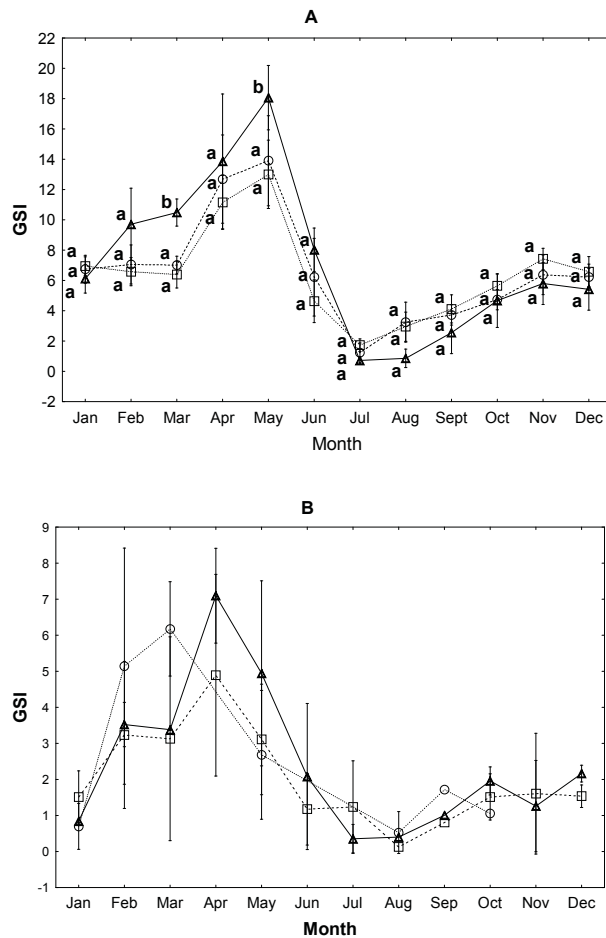 A
22
20
18
16
14
12
10
8
6
4
2
0
-2
GSI
a a a b a a a a b a a a a a a a a a a a a a a a a a a a a a a a a a a a
Jan Feb Mar Apr May Jun Jul Aug Sept Oct Nov Dec
Month
B
9
8
7
6
5
4
3
2
1
0
-1
GSI
Jan Feb Mar Apr May Jun Jul Aug Sep Oct Nov Dec
Month